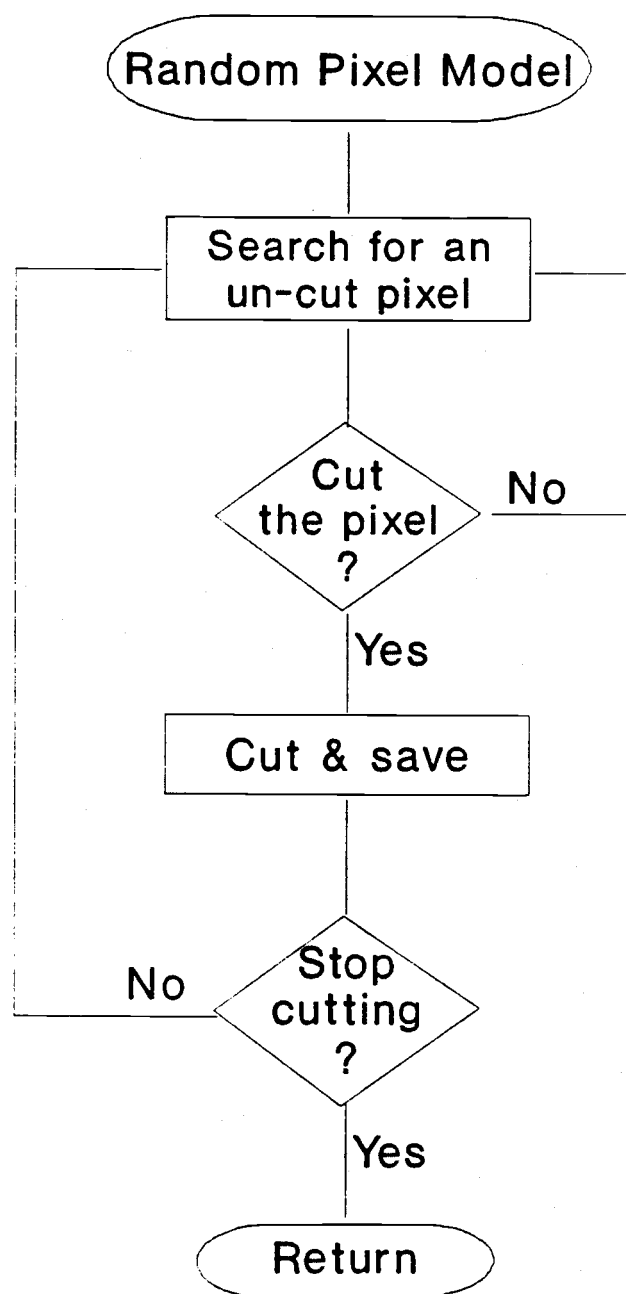 Random Pixel Model
Search for an
un-cut pixel
Cut
the pixel
?
No
Yes
Cut & save
Stop
cutting
?
No
Yes
Return